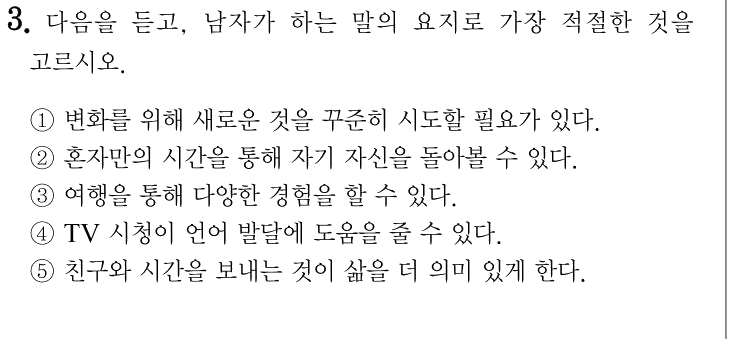 3. 다음을 듣고, 남자가 하는 말의 요지로 가장 적절한 것을
고르시오.
① 변화를 위해 새로운 것을 꾸준히 시도할 필요가 있다.
② 혼자만의 시간을 통해 자기 자신을 돌아볼 수 있다.
③ 여행을 통해 다양한 경험을 할 수 있다.
④ TV 시청이 언어 발달에 도움을 줄 수 있다.
⑤ 친구와 시간을 보내는 것이 삶을 더 의미 있게 한다.